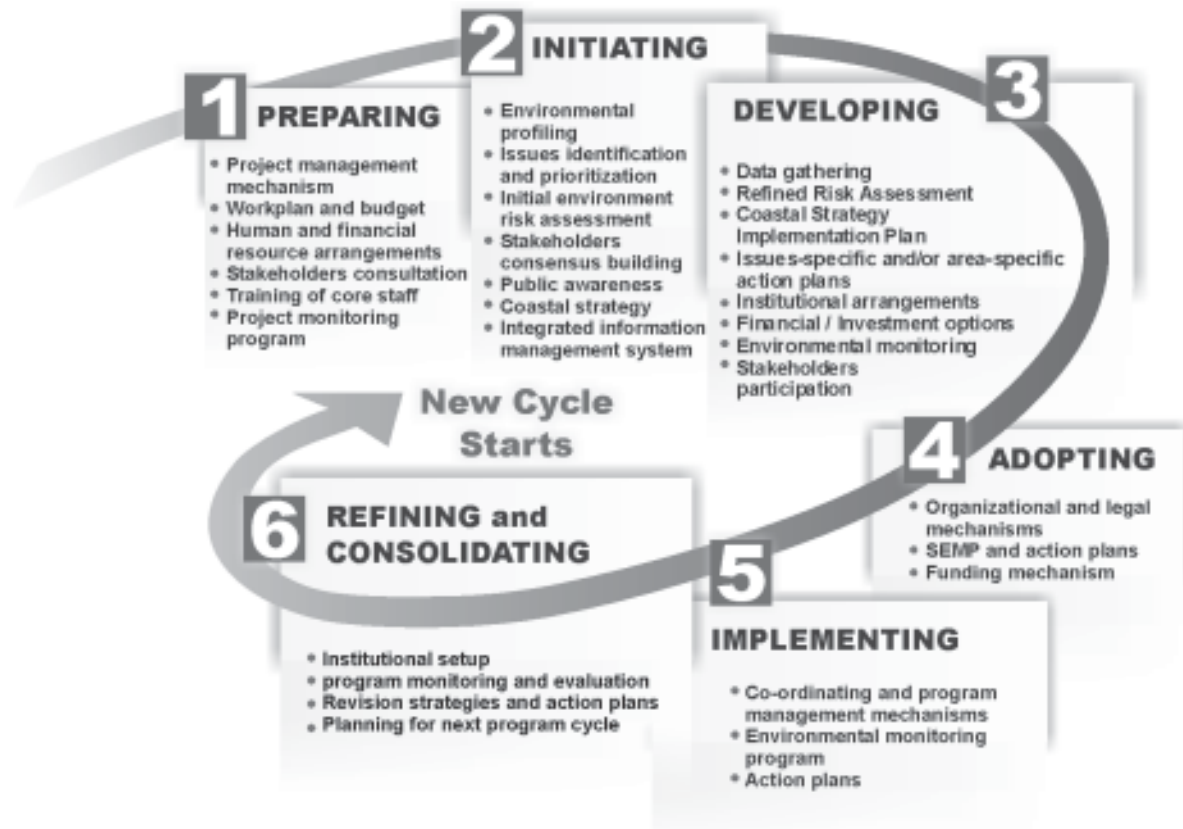 1
PREPARING
• Project management
mechanism
• Workplan and budget
• Human and financial
resource arrangements
• Stakeholders consultation
• Training of core staff
• Project monitoring
program
2
INITIATING
• Environmental
profiling
• Issues identification
and prioritization
• Initial environment
risk assessment
• Stakeholders
consensus building
• Public awareness
• Coastal strategy
• Integrated information
management system
3
DEVELOPING
• Data gathering
• Refined Risk Assessment
• Coastal Strategy
Implementation Plan
• Issues-specific and/or area-specific
action plans
• Institutional arrangements
• Financial / Investment options
• Environmental monitoring
• Stakeholders
participation
4
ADOPTING
• Organizational and legal
mechanisms
• SEMP and action plans
• Funding mechanism
5
IMPLEMENTING
• Co-ordinating and program
management mechanisms
• Environmental monitoring
program
• Action plans
6
REFINING and
CONSOLIDATING
• Institutional setup
• program monitoring and evaluation
• Revision strategies and action plans
• Planning for next program cycle
New Cycle
Starts